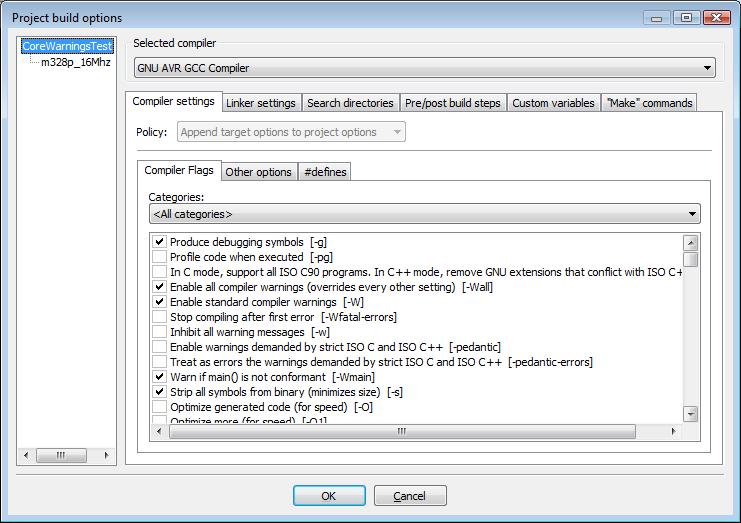 Project build options
CoreWarningsTest
m328p_16Mhz
Selected compiler
GNU AVR GCC Compiler
Compiler settings
Linker settings
Search directories
Pre/post build steps
Custom variables
"Make" commands
Policy:
Append target options to project options
Compiler Flags
Other options
#defines
Categories:
<All categories>
Produce debugging symbols [-g]
Profile code when executed [-pg]
In C mode, support all ISO C90 programs. In C++ mode, remove GNU extensions that conflict with ISO C+
Enable all compiler warnings (overrides every other setting) [-Wall]
Enable standard compiler warnings [-W]
Stop compiling after first error [-Wfatal-errors]
Inhibit all warning messages [-w]
Enable warnings demanded by strict ISO C and ISO C++ [-pedantic]
Treat as errors the warnings demanded by strict ISO C and ISO C++ [-pedantic-errors]
Warn if main() is not conformant [-Wmain]
Strip all symbols from binary (minimizes size) [-s]
Optimize generated code (for speed) [-O]
Optimize more (for speed) [-O1]
OK
Cancel